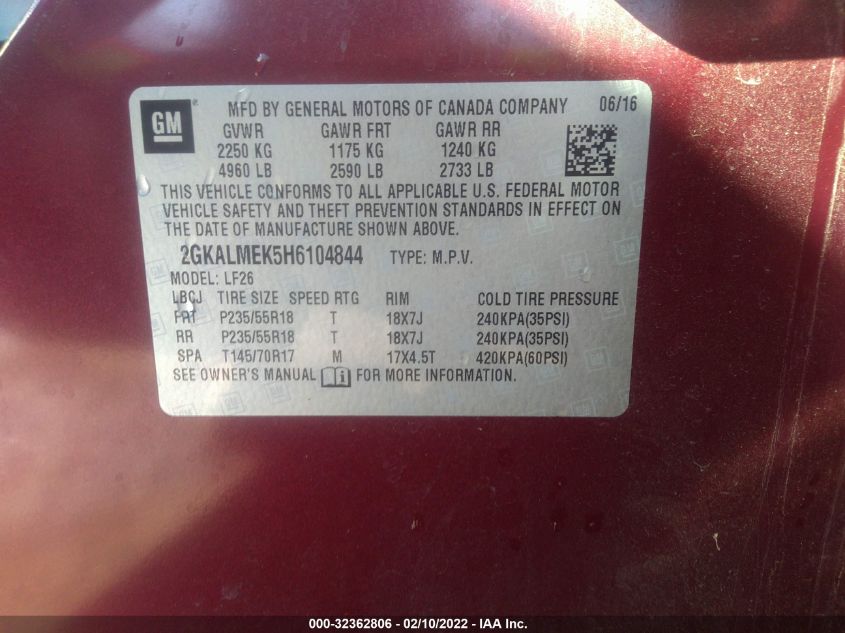 GM ® MFD BY GENERAL MOTORS OF CANADA COMPANY 06/16
GVWR GAWR FRT GAWR RR
2250 KG 1175 KG 1240 KG
4960 LB 2590 LB 2733 LB
THIS VEHICLE CONFORMS TO ALL APPLICABLE U.S. FEDERAL MOTOR
VEHICLE SAFETY AND THEFT PREVENTION STANDARDS IN EFFECT ON
THE DATE OF MANUFACTURE SHOWN ABOVE.
2GKALMEK5H6104844 TYPE: M.P.V.
MODEL: LF26
LBCJ TIRE SIZE SPEED RTG RIM COLD TIRE PRESSURE
FRT P235/55R18 T 18X7J 240KPA(35PSI)
RR P235/55R18 T 18X7J 240KPA(35PSI)
SPA T145/70R17 M 17X4.5T 420KPA(60PSI)
SEE OWNER'S MANUAL FOR MORE INFORMATION.
000-32362806 - 02/10/2022 - IAA Inc.